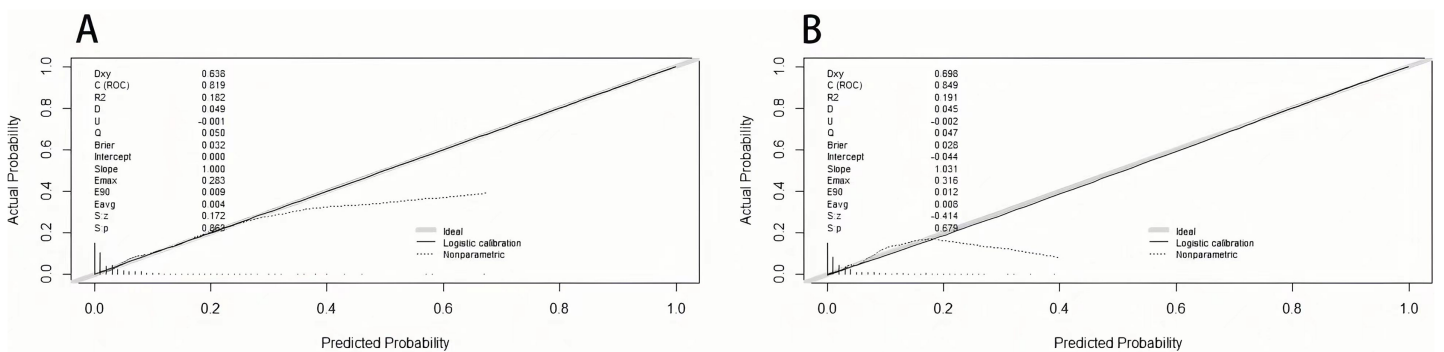 A
Dxy 0.638
C (ROC) 0.819
R2 0.182
D 0.049
U -0.001
Q 0.050
Brier 0.032
Intercept 0.000
Slope 1.000
Emax 0.283
E90 0.009
Eavg 0.004
S:z 0.172
S:p 0.863
Ideal
Logistic calibration
Nonparametric
0.0 0.2 0.4 0.6 0.8 1.0
Actual Probability
0.0 0.2 0.4 0.6 0.8 1.0
Predicted Probability
B
Dxy 0.698
C (ROC) 0.849
R2 0.191
D 0.045
U -0.002
Q 0.047
Brier 0.028
Intercept -0.044
Slope 1.031
Emax 0.316
E90 0.012
Eavg 0.008
S:z -0.414
S:p 0.679
Ideal
Logistic calibration
Nonparametric
0.0 0.2 0.4 0.6 0.8 1.0
Actual Probability
0.0 0.2 0.4 0.6 0.8 1.0
Predicted Probability